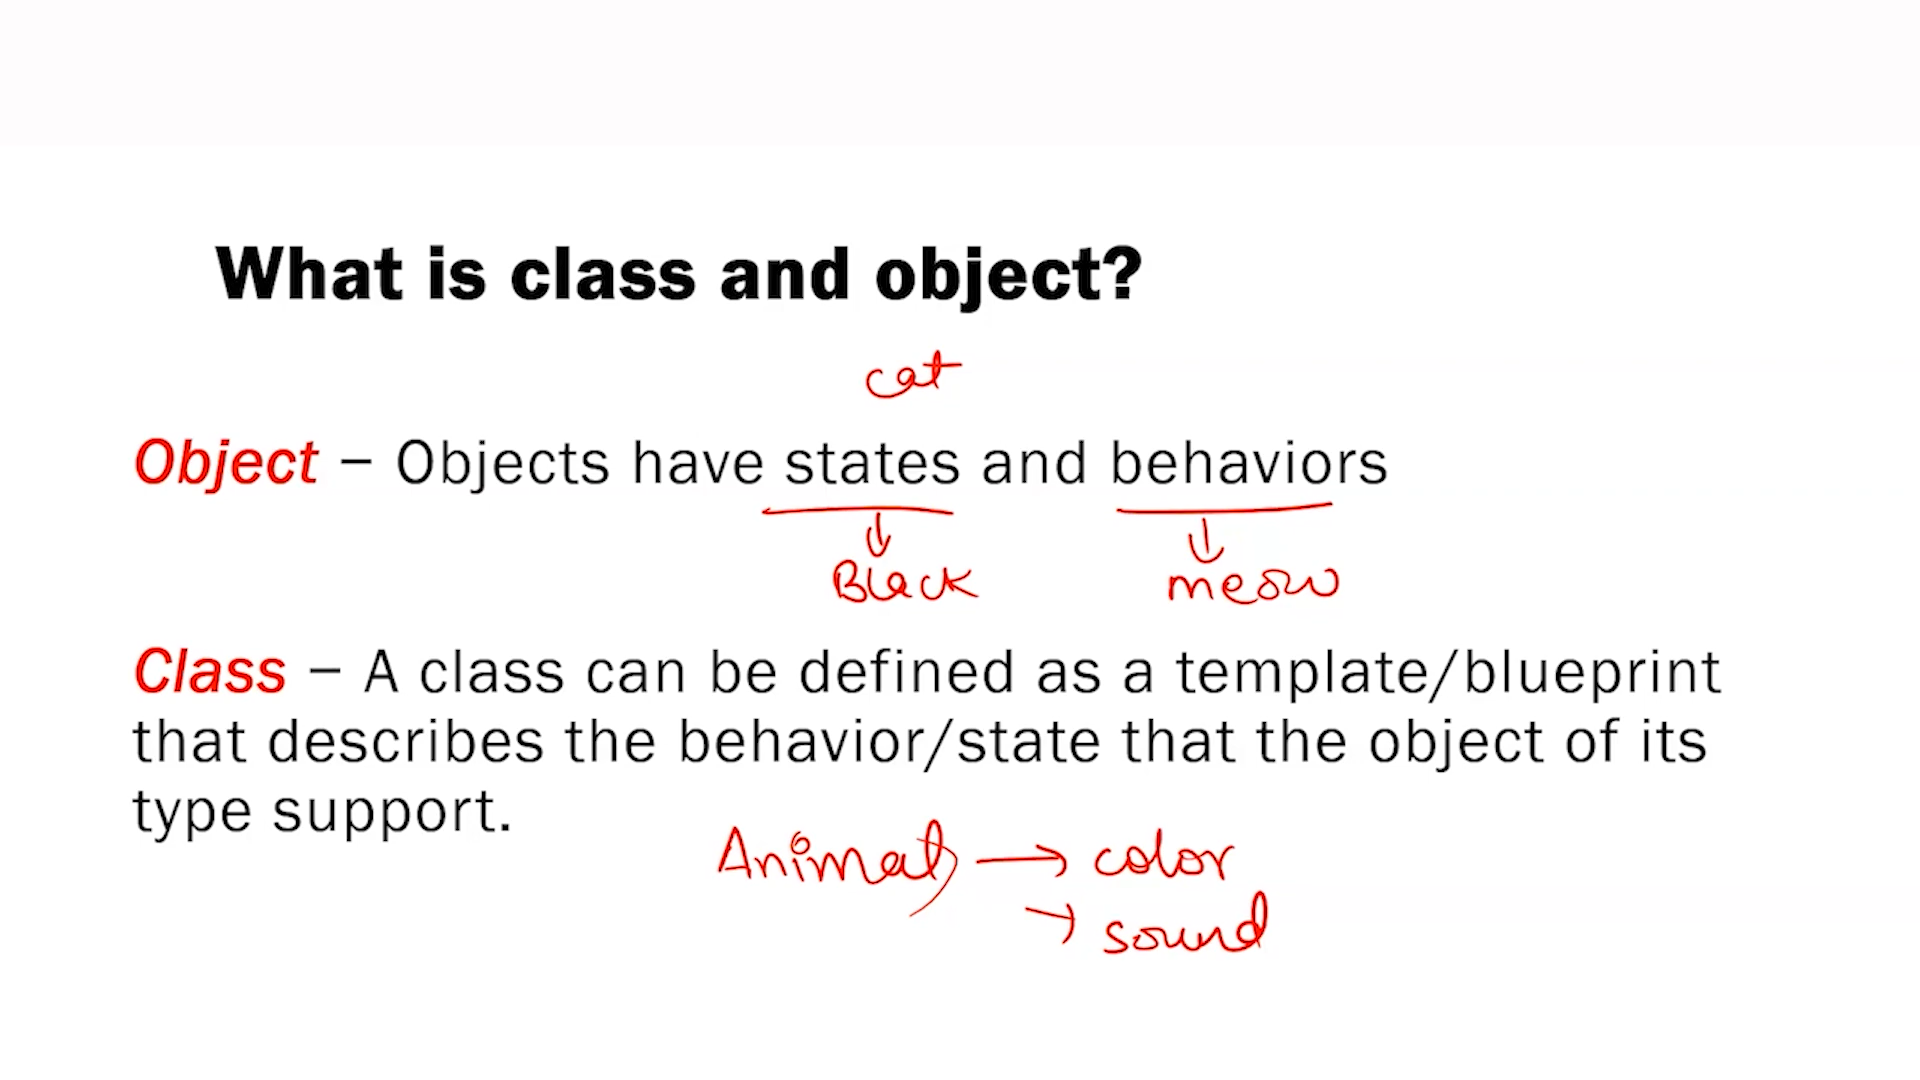 What is class and object?
cat
Object – Objects have states and behaviors
Black meow
Class – A class can be defined as a template/blueprint
that describes the behavior/state that the object of its
type support.
Animal → color
→ sound